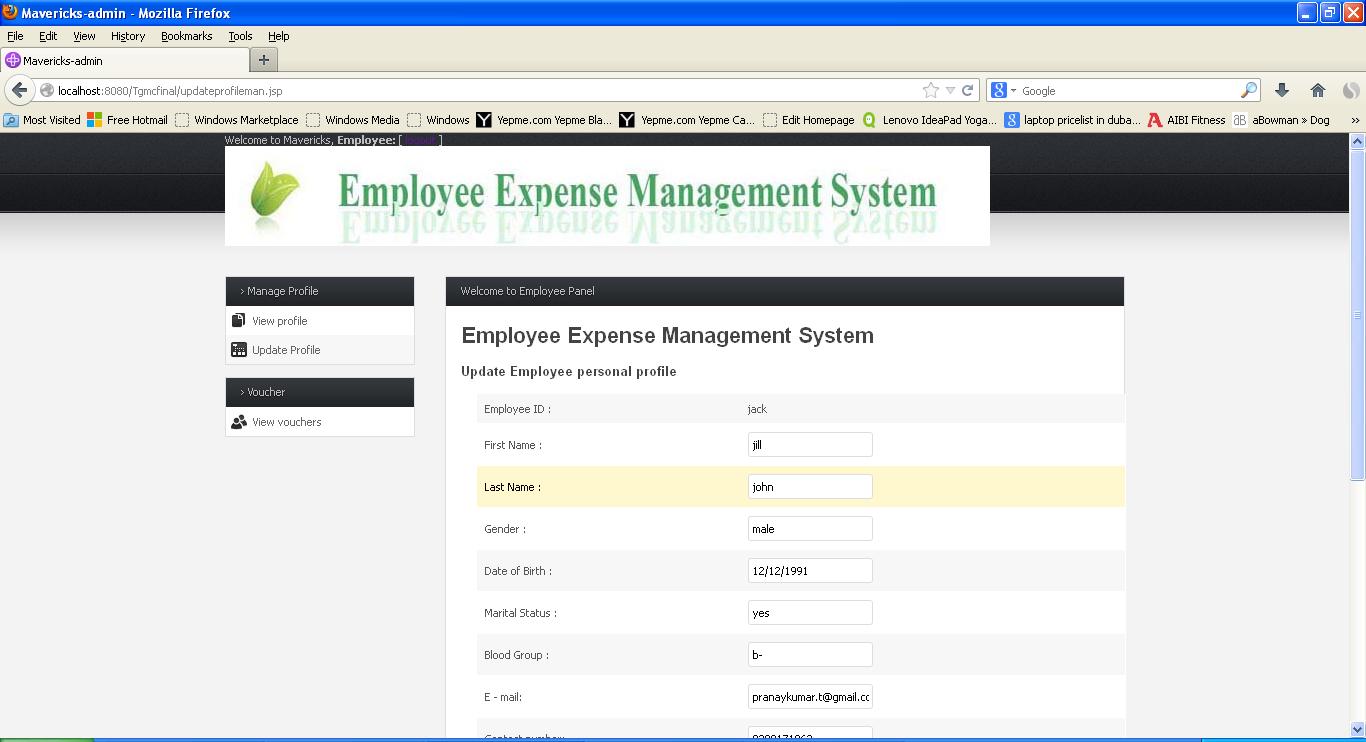 Mavericks-admin - Mozilla Firefox
File Edit View History Bookmarks Tools Help
Mavericks-admin +
localhost:8080/Tgmcfinal/updateprofileman.jsp
Google
Most Visited Free Hotmail Windows Marketplace Windows Media Windows Yepme.com Yepme Bla... Yepme.com Yepme Ca... Edit Homepage Lenovo IdeaPad Yoga... laptop pricelist in duba... AIBI Fitness aBowman » Dog »
Welcome to Mavericks, Employee: [ logout ]
Employee Expense Management System
> Manage Profile
View profile
Update Profile
> Voucher
View vouchers
Welcome to Employee Panel
Employee Expense Management System
Update Employee personal profile
Employee ID : jack
First Name : jill
Last Name : john
Gender : male
Date of Birth : 12/12/1991
Marital Status : yes
Blood Group : b-
E - mail: pranaykumar.t@gmail.cc
Contact number: